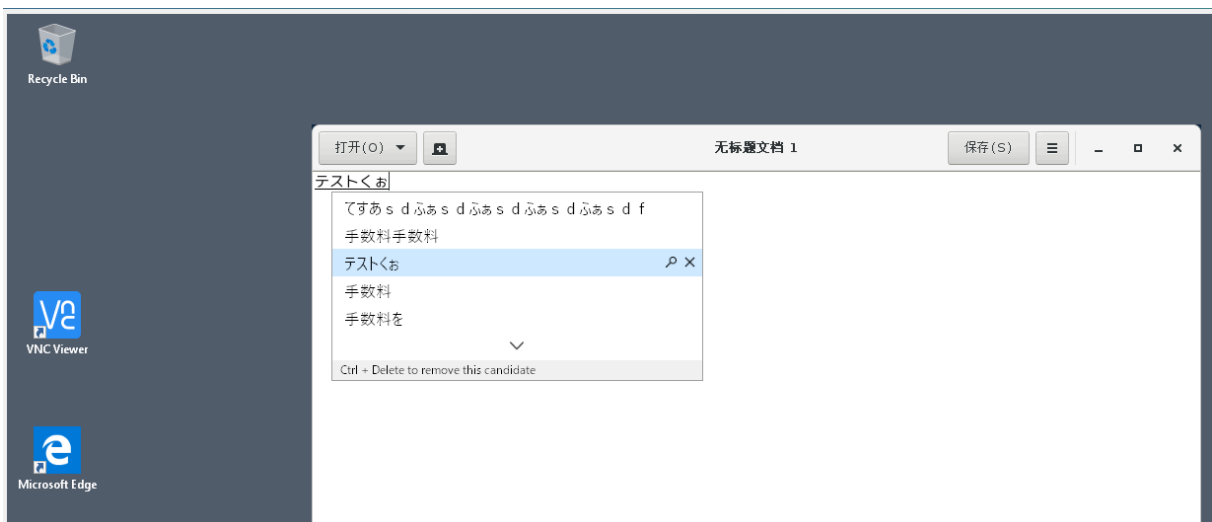 Recycle Bin
打开(O)
无标题文档 1
保存(S)
テストくぉ
てすあｓｄふぁｓｄふぁｓｄふぁｓｄふぁｓｄｆ
手数料手数料
テストくぉ
手数料
手数料を
Ctrl + Delete to remove this candidate
VNC Viewer
Microsoft Edge